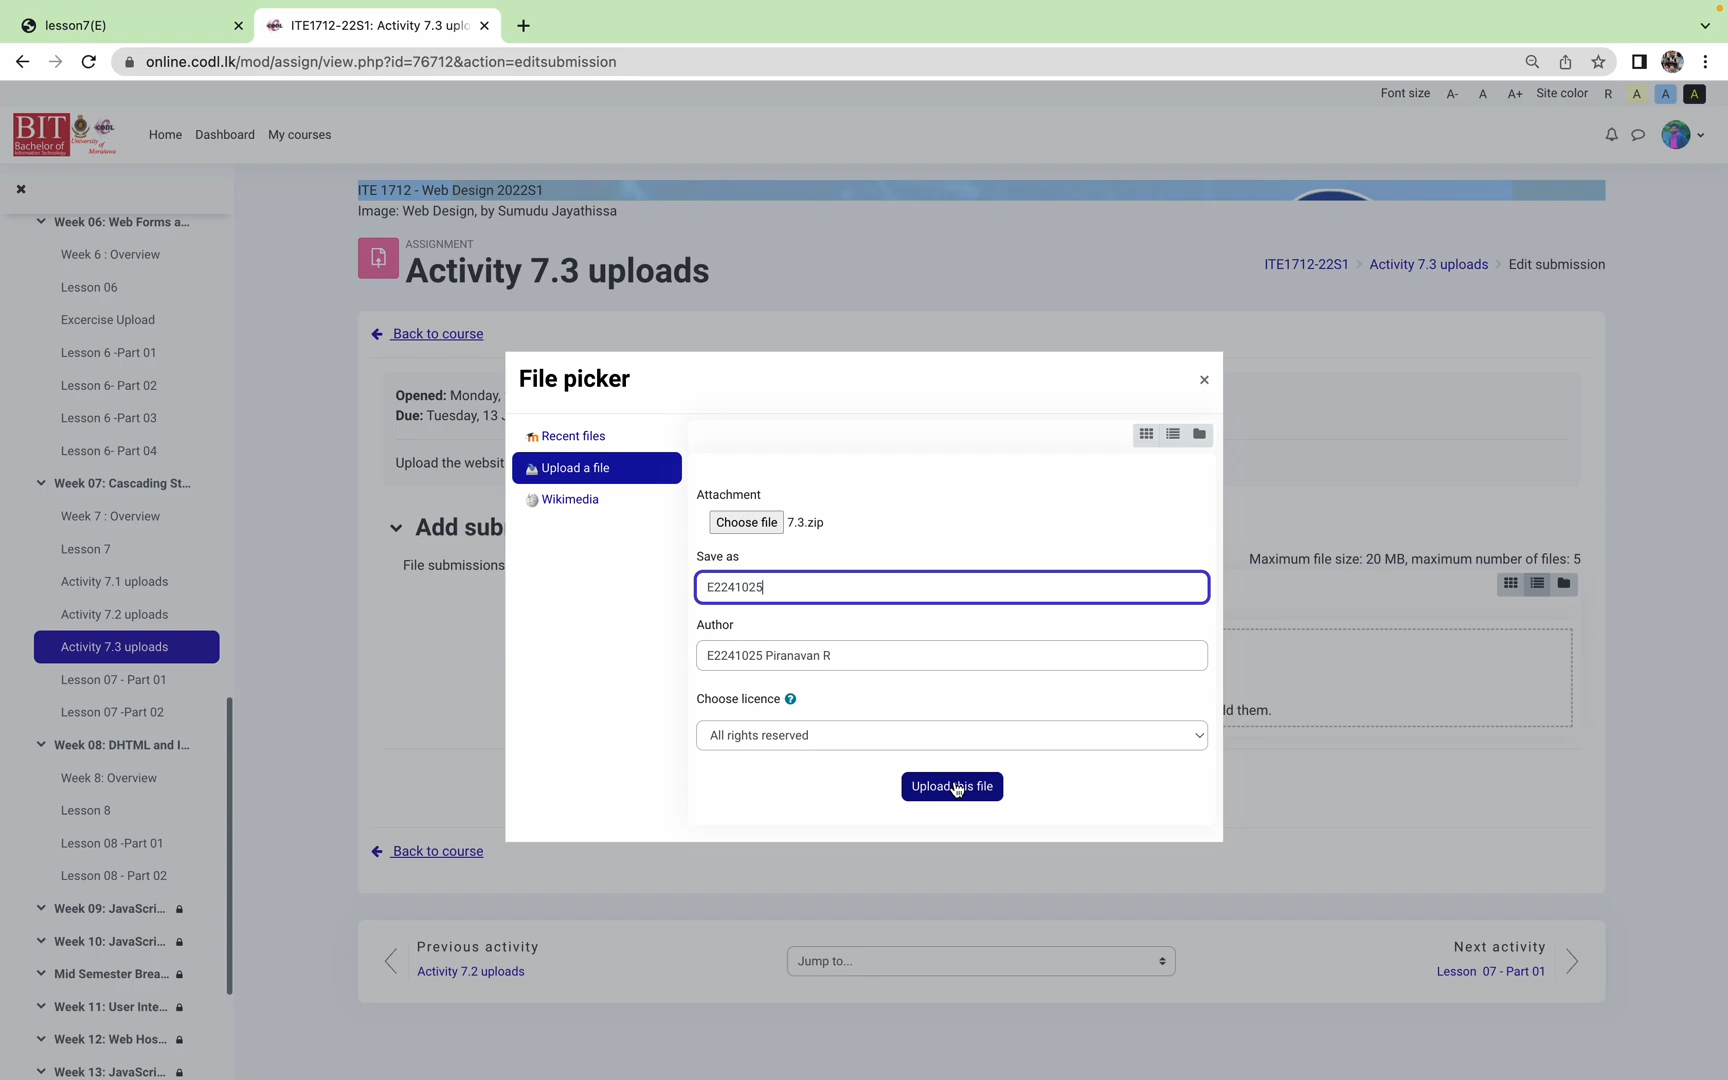 lesson7(E)
ITE1712-22S1: Activity 7.3 uplo
online.codl.lk/mod/assign/view.php?id=76712&action=editsubmission
Font size A- A A+ Site color R A A A
BIT
Bachelor of
Information Technology
CODL
University of
Moratuwa
Home Dashboard My courses
Week 06: Web Forms a...
Week 6 : Overview
Lesson 06
Excercise Upload
Lesson 6 -Part 01
Lesson 6- Part 02
Lesson 6 -Part 03
Lesson 6- Part 04
Week 07: Cascading St...
Week 7 : Overview
Lesson 7
Activity 7.1 uploads
Activity 7.2 uploads
Activity 7.3 uploads
Lesson 07 - Part 01
Lesson 07 -Part 02
Week 08: DHTML and I...
Week 8: Overview
Lesson 8
Lesson 08 -Part 01
Lesson 08 - Part 02
Week 09: JavaScri...
Week 10: JavaScri...
Mid Semester Brea...
Week 11: User Inte...
Week 12: Web Hos...
Week 13: JavaScri...
ITE 1712 - Web Design 2022S1
Image: Web Design, by Sumudu Jayathissa
ASSIGNMENT
Activity 7.3 uploads
ITE1712-22S1 > Activity 7.3 uploads > Edit submission
Back to course
Opened: Monday,
Due: Tuesday, 13
Upload the websit
Add sub
File submissions
Maximum file size: 20 MB, maximum number of files: 5
ld them.
File picker
Recent files
Upload a file
Wikimedia
Attachment
Choose file 7.3.zip
Save as
E2241025
Author
E2241025 Piranavan R
Choose licence
All rights reserved
Upload this file
Back to course
Previous activity
Activity 7.2 uploads
Jump to...
Next activity
Lesson 07 - Part 01